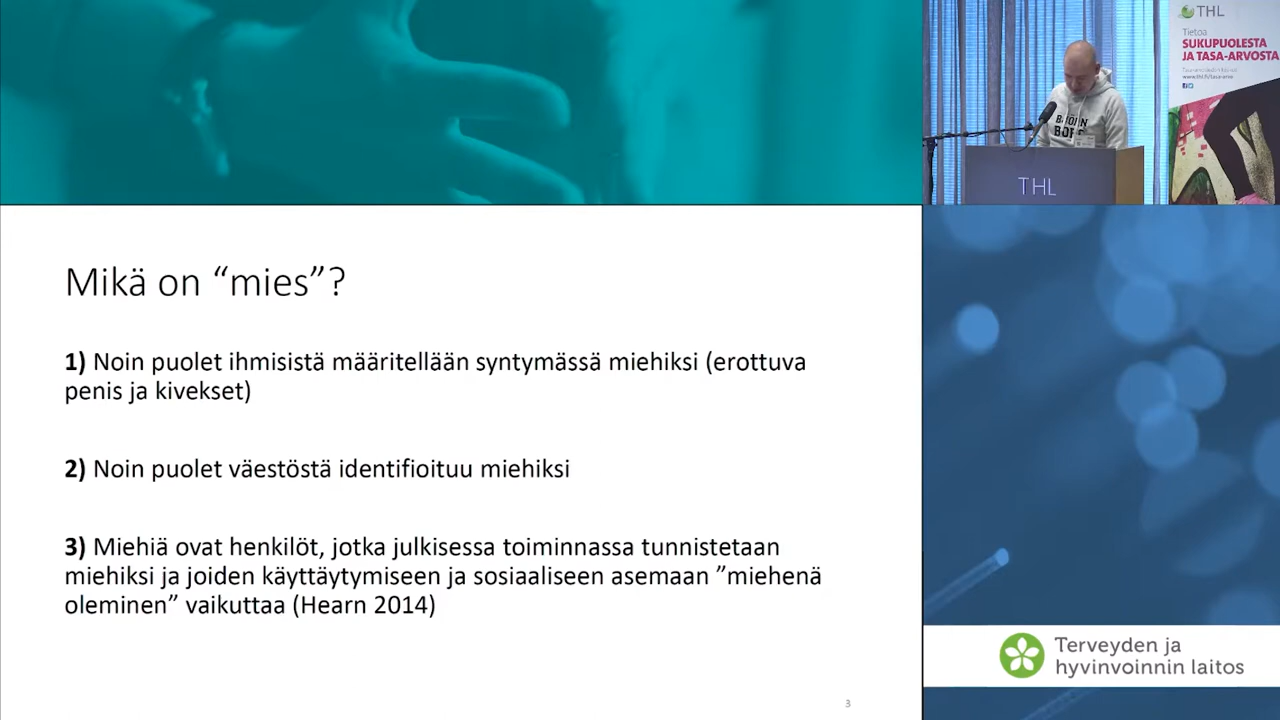 Mikä on “mies”?
1) Noin puolet ihmisistä määritellään syntymässä miehiksi (erottuva
penis ja kivekset)
2) Noin puolet väestöstä identifioituu miehiksi
3) Miehiä ovat henkilöt, jotka julkisessa toiminnassa tunnistetaan
miehiksi ja joiden käyttäytymiseen ja sosiaaliseen asemaan ”miehenä
oleminen” vaikuttaa (Hearn 2014)
3
THL
Tietoa
SUKUPUOLESTA
JA TASA-ARVOSTA
BJÖRN
BORG
THL
Terveyden ja
hyvinvoinnin laitos